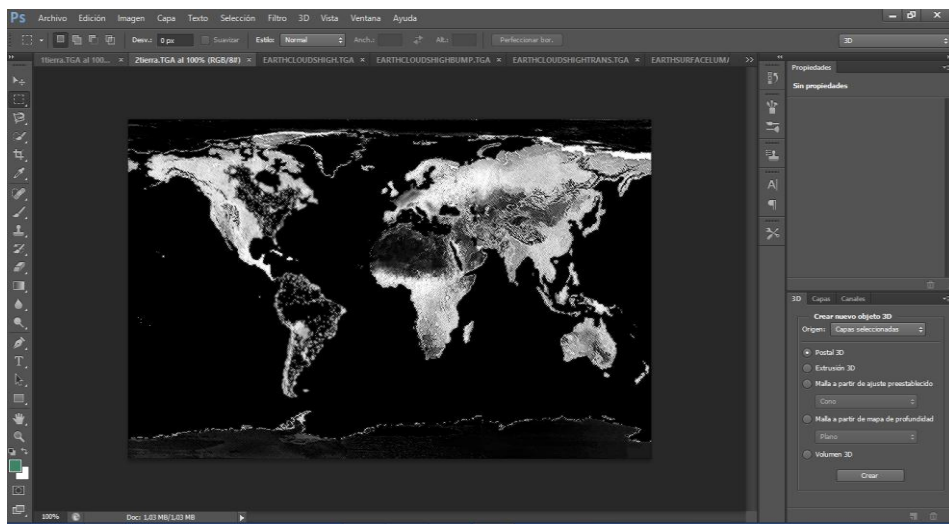 Ps Archivo Edición Imagen Capa Texto Selección Filtro 3D Vista Ventana Ayuda
Desv.: 0 px Suavizar Estilo: Normal Anch.: Alt.: Perfeccionar bor. 3D
1tierra.TGA al 100... × 2tierra.TGA al 100% (RGB/8#) × EARTHCLOUDSHIGH.TGA × EARTHCLOUDSHIGHBUMP.TGA × EARTHCLOUDSHIGHTRANS.TGA × EARTHSURFACELUM/ >>
Propiedades
Sin propiedades
3D Capas Canales
Crear nuevo objeto 3D
Origen: Capas seleccionadas
Postal 3D
Extrusión 3D
Malla a partir de ajuste preestablecido
Cono
Malla a partir de mapa de profundidad
Plano
Volumen 3D
Crear
100% Doc: 1,03 MB/1,03 MB